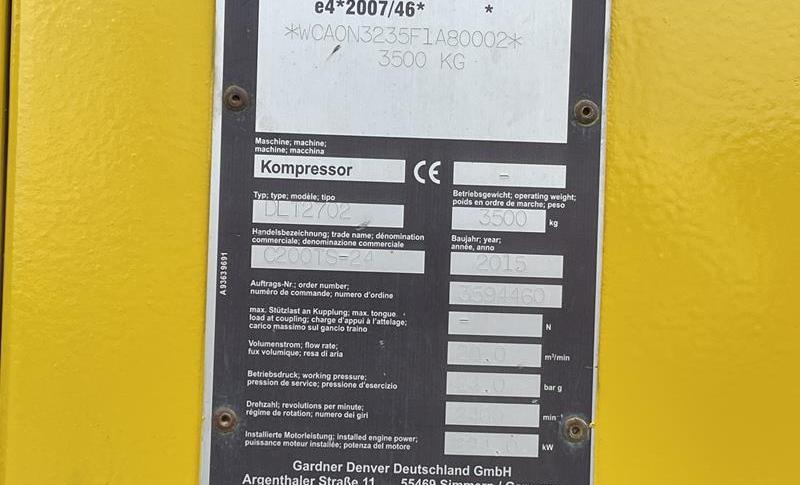 e4*2007/46* *
*WCA0N3235F1A80002*
3500 KG
Maschine; machine;
machine; macchina
Kompressor
CE
-
Typ; type; modèle; tipo
DLT2702
Betriebsgewicht; operating weight;
poids en ordre de marche; peso
3500 kg
Handelsbezeichnung; trade name; dénomination
commerciale; denominazione commerciale
C200TS-24
Baujahr; year;
année, anno
2015
A93639691
Auftrags-Nr.; order number;
numéro de commande; numero d'ordine
3594460
max. Stützlast an Kupplung; max. tongue
load at coupling; charge d'appui à l'attelage;
carico massimo sul gancio traino
- N
Volumenstrom; flow rate;
fux volumique; resa di aria
m³/min
Betriebsdruck; working pressure;
pression de service; pressione d'esercizio
bar g
Drehzahl; revolutions per minute;
régime de rotation; numero dei giri
min⁻¹
Installierte Motorleistung; installed engine power;
puissance moteur installée; potenza del motore
kW
Gardner Denver Deutschland GmbH
Argenthaler Straße 11 55469 Simmern / Germany